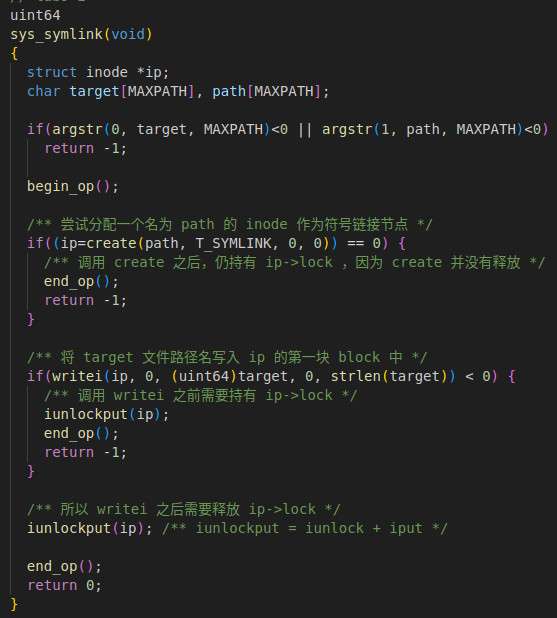 uint64
sys_symlink(void)
{
  struct inode *ip;
  char target[MAXPATH], path[MAXPATH];

  if(argstr(0, target, MAXPATH)<0 || argstr(1, path, MAXPATH)<0)
    return -1;

  begin_op();

  /** 尝试分配一个名为 path 的 inode 作为符号链接节点 */
  if((ip=create(path, T_SYMLINK, 0, 0)) == 0) {
    /** 调用 create 之后，仍持有 ip->lock ，因为 create 并没有释放 */
    end_op();
    return -1;
  }

  /** 将 target 文件路径名写入 ip 的第一块 block 中 */
  if(writei(ip, 0, (uint64)target, 0, strlen(target)) < 0) {
    /** 调用 writei 之前需要持有 ip->lock */
    iunlockput(ip);
    end_op();
    return -1;
  }

  /** 所以 writei 之后需要释放 ip->lock */
  iunlockput(ip); /** iunlockput = iunlock + iput */

  end_op();
  return 0;
}